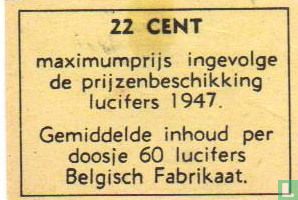 22 CENT
maximumprijs ingevolge
de prijzenbeschikking
lucifers 1947.
Gemiddelde inhoud per
doosje 60 lucifers
Belgisch Fabrikaat.